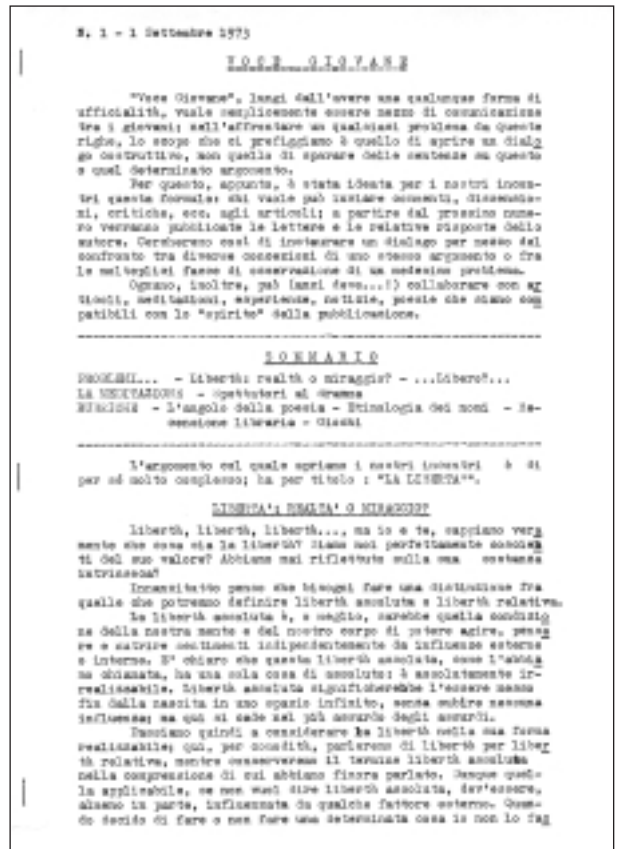 N. 1 - 1 Settembre 1973
VOCE GIOVANE
"Voce Giovane", lungi dall'avere una qualunque forma di
ufficialità, vuole semplicemente essere mezzo di comunicazione
tra i giovani; nell'affrontare un qualsiasi problema da queste
righe, lo scopo che ci prefiggiamo è quello di aprire un dialo
go costruttivo, non quello di sparare delle sentenze su questo
o quel determinato argomento.
Per questo, appunto, è stata ideata per i nostri incon-
tri questa formula: chi vuole può inviare commenti, dissensio-
ni, critiche, ecc. agli articoli; a partire dal prossimo nume-
ro verranno pubblicate le lettere e le relative risposte dello
autore. Cercheremo così di instaurare un dialogo per mezzo del
confronto tra diverse concezioni di uno stesso argomento o fra
le molteplici fasce di osservazione di un medesimo problema.
Ognuno, inoltre, può (anzi deve...!) collaborare con ar
ticoli, meditazioni, esperienze, notizie, poesie che siano com
patibili con lo "spirito" della pubblicazione.
SOMMARIO
PROBLEMI... - Libertà: realtà o miraggio? - ...Libero?...
LA MEDITAZIONE - Spettatori al dramma
RUBRICHE - L'angolo della poesia - Etimologia dei nomi - Re-
censione libraria - Giochi
L'argomento col quale apriamo i nostri incontri è di
per sé molto complesso; ha per titolo : "LA LIBERTA'".
LIBERTA': REALTA' O MIRAGGIO?
Libertà, libertà, libertà..., ma io e te, sappiamo vera
mente che cosa sia la libertà? Siamo noi perfettamente coscien
ti del suo valore? Abbiamo mai riflettuto sulla sua sostanza
intrinseca?
Innanzitutto penso che bisogni fare una distinzione fra
quelle che potremmo definire libertà assoluta e libertà relativa.
La libertà assoluta è, o meglio, sarebbe quella condizio
ne della nostra mente e del nostro corpo di potere agire, pensa
re e nutrire sentimenti indipendentemente da influenze esterne
o interne. E' chiaro che questa libertà assoluta, come l'abbia
mo chiamata, ha una sola cosa di assoluto: è assolutamente ir-
realizzabile. Libertà assoluta significherebbe l'essere messo
fin dalla nascita in uno spazio infinito, senza subire nessuna
influenza; ma qui si cade nel più assurdo degli assurdi.
Passiamo quindi a considerare la libertà nella sua forma
realizzabile; qui, per comodità, parleremo di libertà per liber
tà relativa, mentre conserveremo il termine libertà assoluta
nella comprensione di cui abbiamo finora parlato. Dunque quel-
la applicabile, se non vuol dire libertà assoluta, dev'essere,
almeno in parte, influenzata da qualche fattore esterno. Quan-
do decido di fare o non fare una determinata cosa io non lo fac